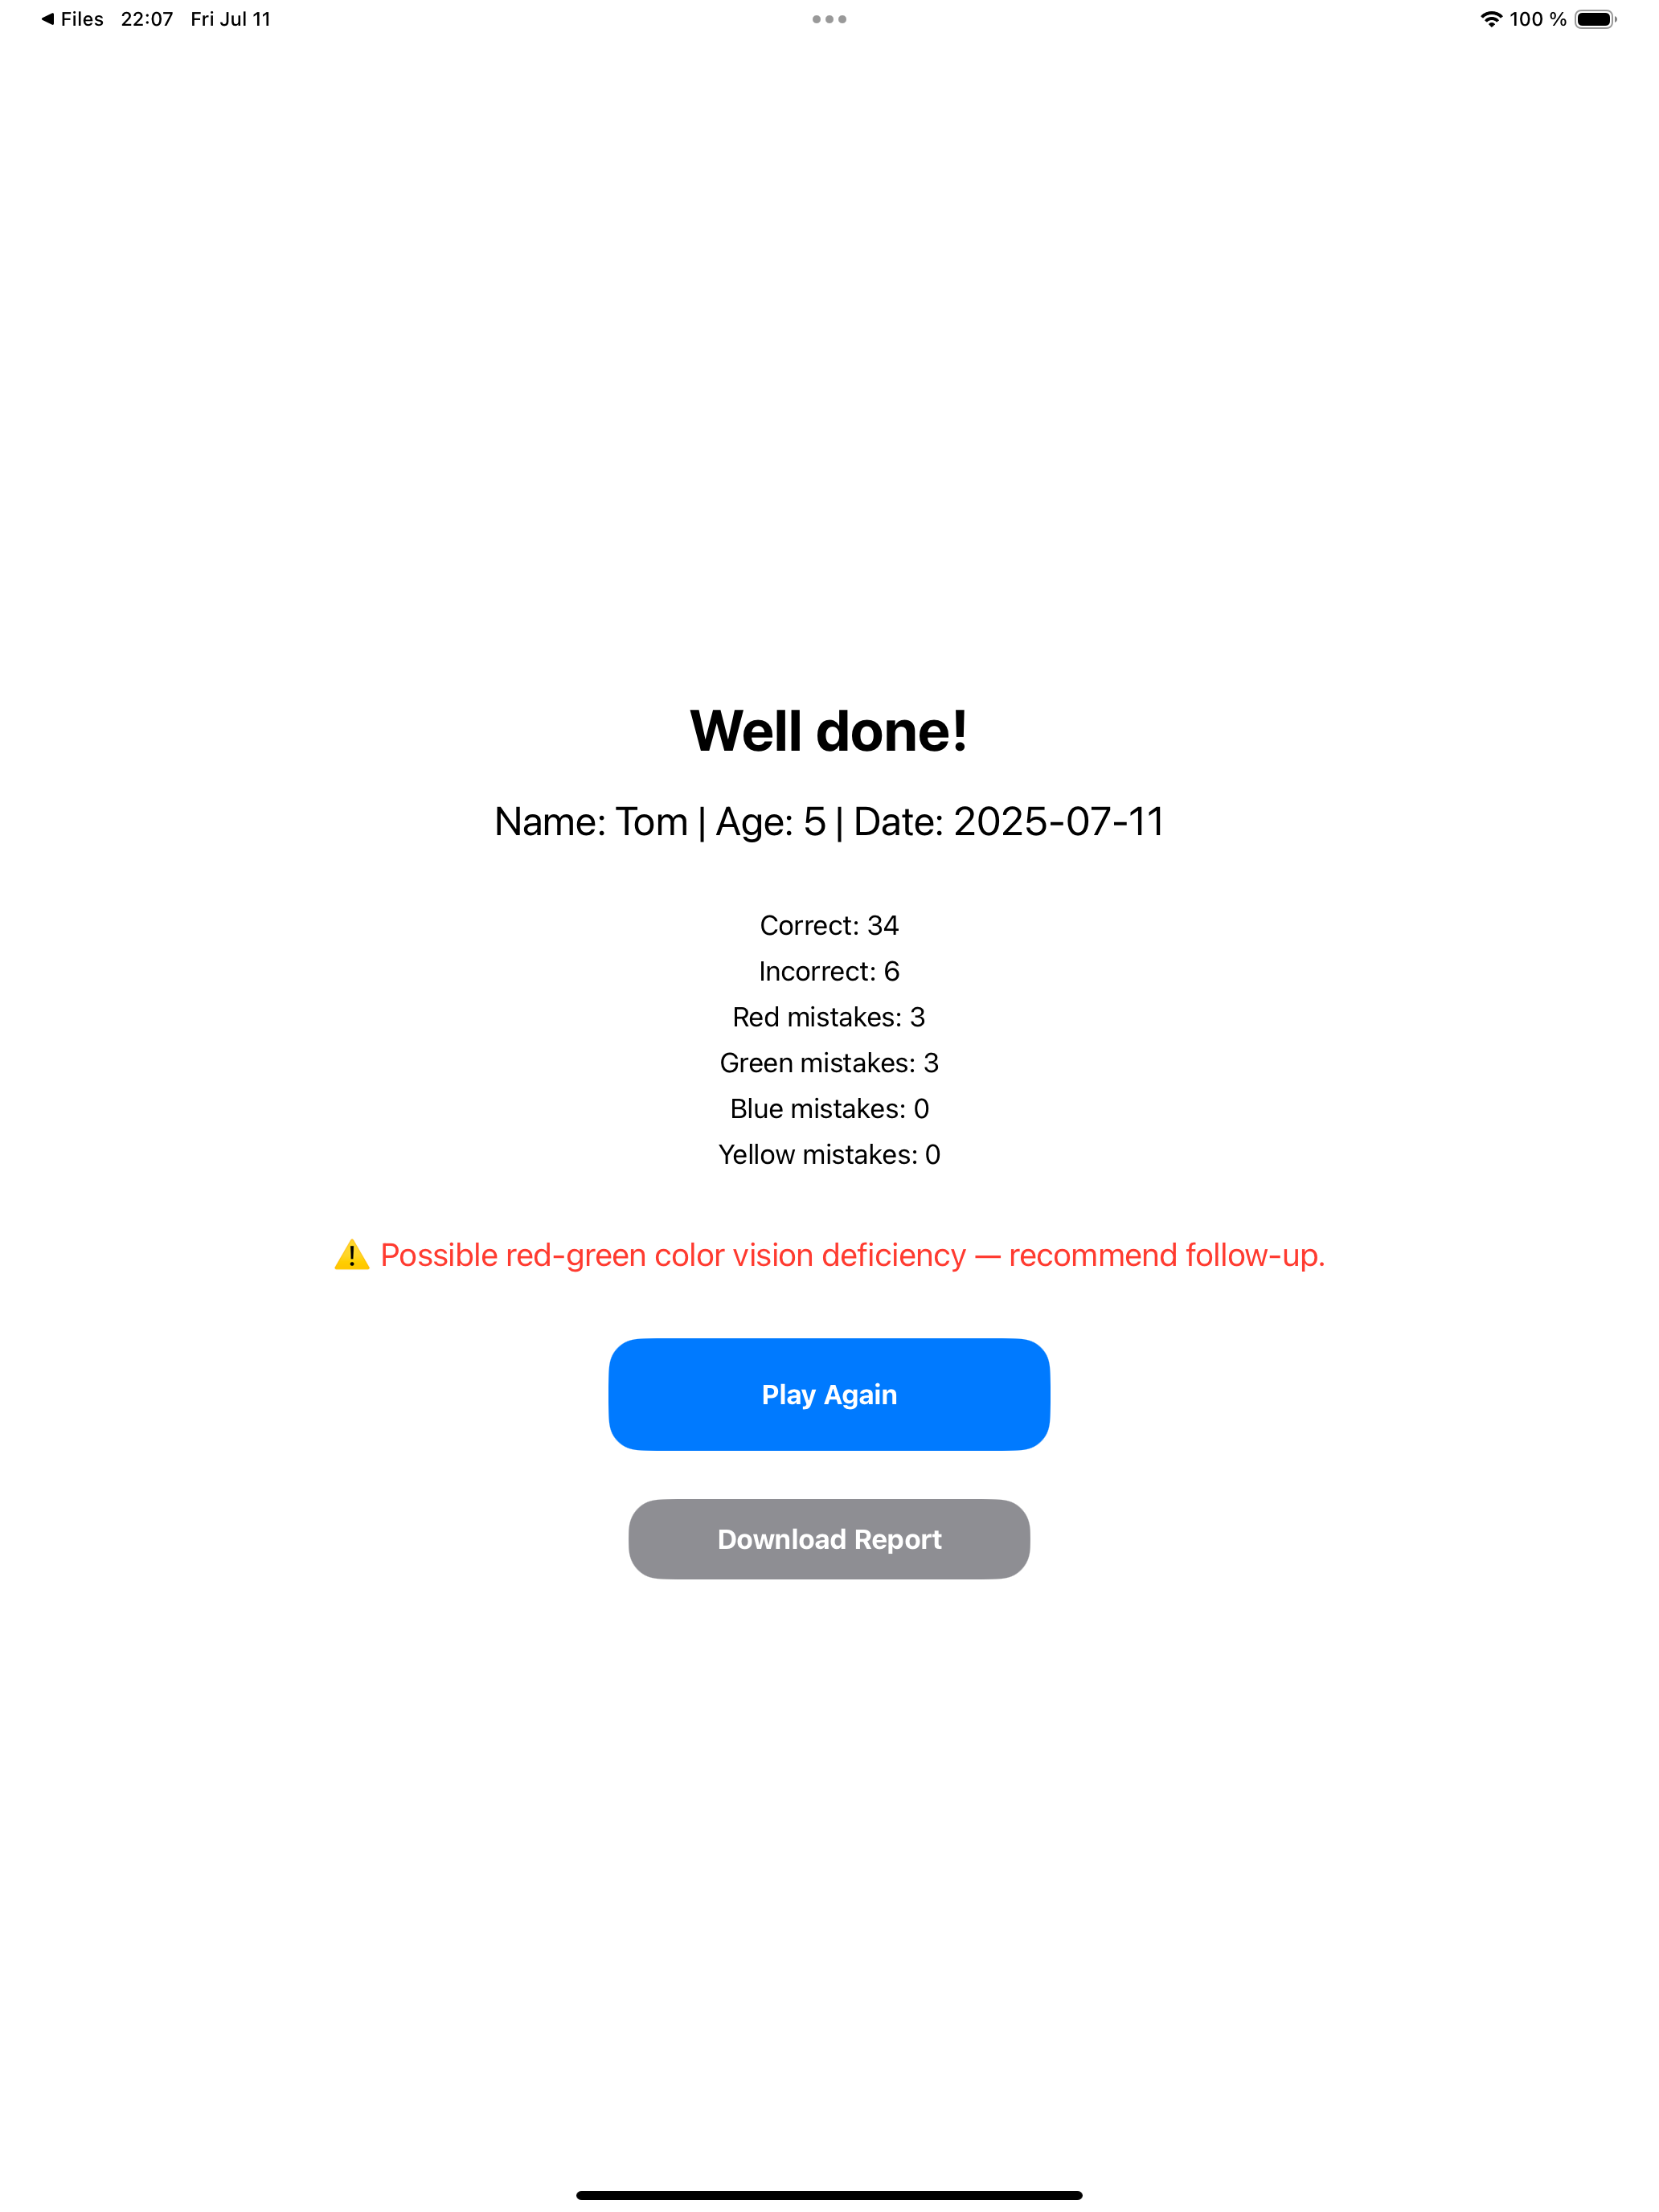 ◀ Files 22:07 Fri Jul 11 100 %
Well done!
Name: Tom | Age: 5 | Date: 2025-07-11
Correct: 34
Incorrect: 6
Red mistakes: 3
Green mistakes: 3
Blue mistakes: 0
Yellow mistakes: 0
⚠️ Possible red-green color vision deficiency — recommend follow-up.
Play Again
Download Report